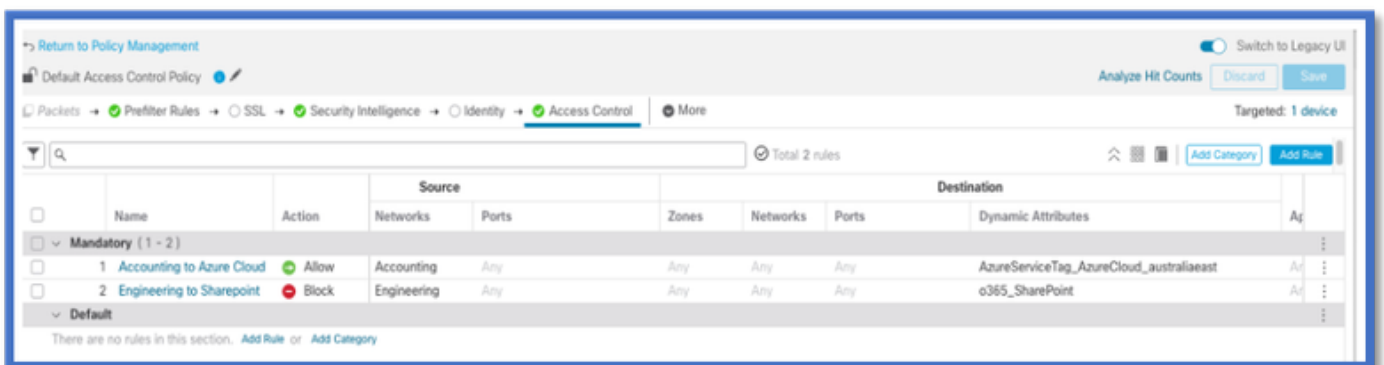 Return to Policy Management Switch to Legacy UI
Default Access Control Policy Analyze Hit Counts Discard Save
Packets → Prefilter Rules → SSL → Security Intelligence → Identity → Access Control More Targeted: 1 device
Total 2 rules Add Category Add Rule
Source Destination
Name Action Networks Ports Zones Networks Ports Dynamic Attributes
Mandatory (1 - 2)
1 Accounting to Azure Cloud Allow Accounting Any Any Any Any AzureServiceTag_AzureCloud_australiaeast
2 Engineering to Sharepoint Block Engineering Any Any Any Any o365_SharePoint
Default
There are no rules in this section. Add Rule or Add Category